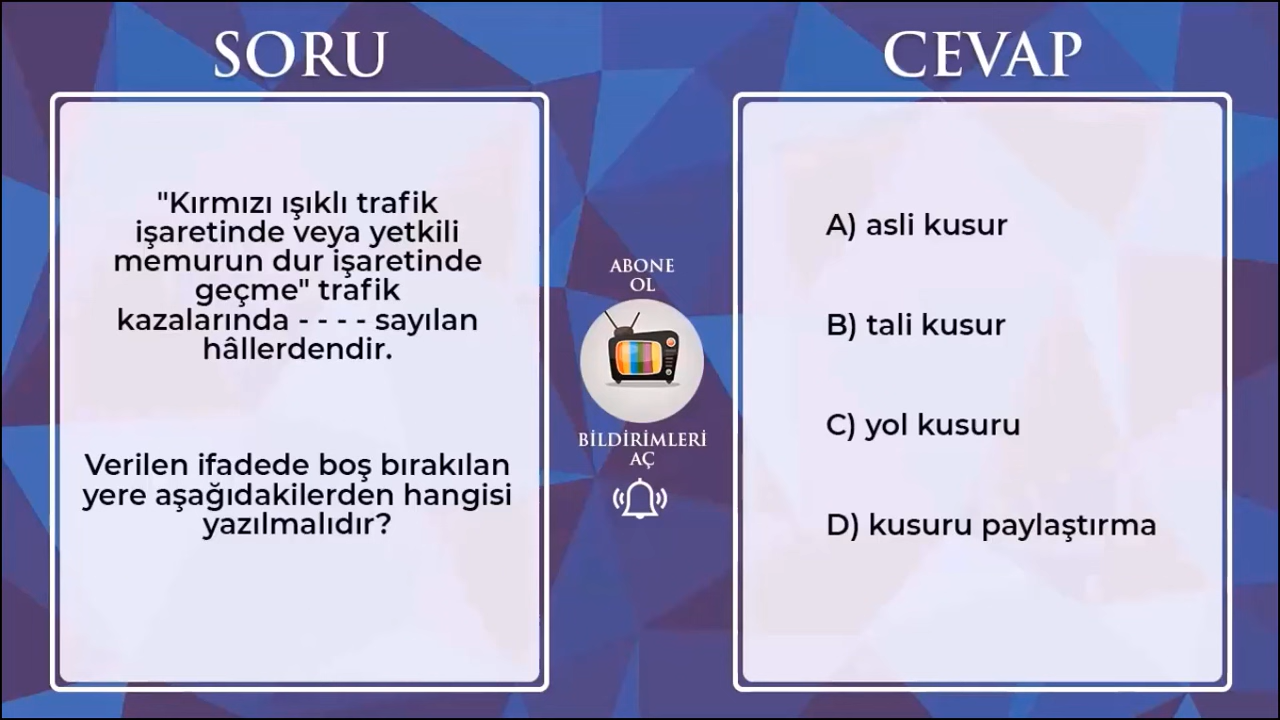 SORU
"Kırmızı ışıklı trafik
işaretinde veya yetkili
memurun dur işaretinde
geçme" trafik
kazalarında - - - - sayılan
hâllerdendir.
Verilen ifadede boş bırakılan
yere aşağıdakilerden hangisi
yazılmalıdır?
ABONE
OL
BİLDİRİMLERİ
AÇ
CEVAP
A) asli kusur
B) tali kusur
C) yol kusuru
D) kusuru paylaştırma